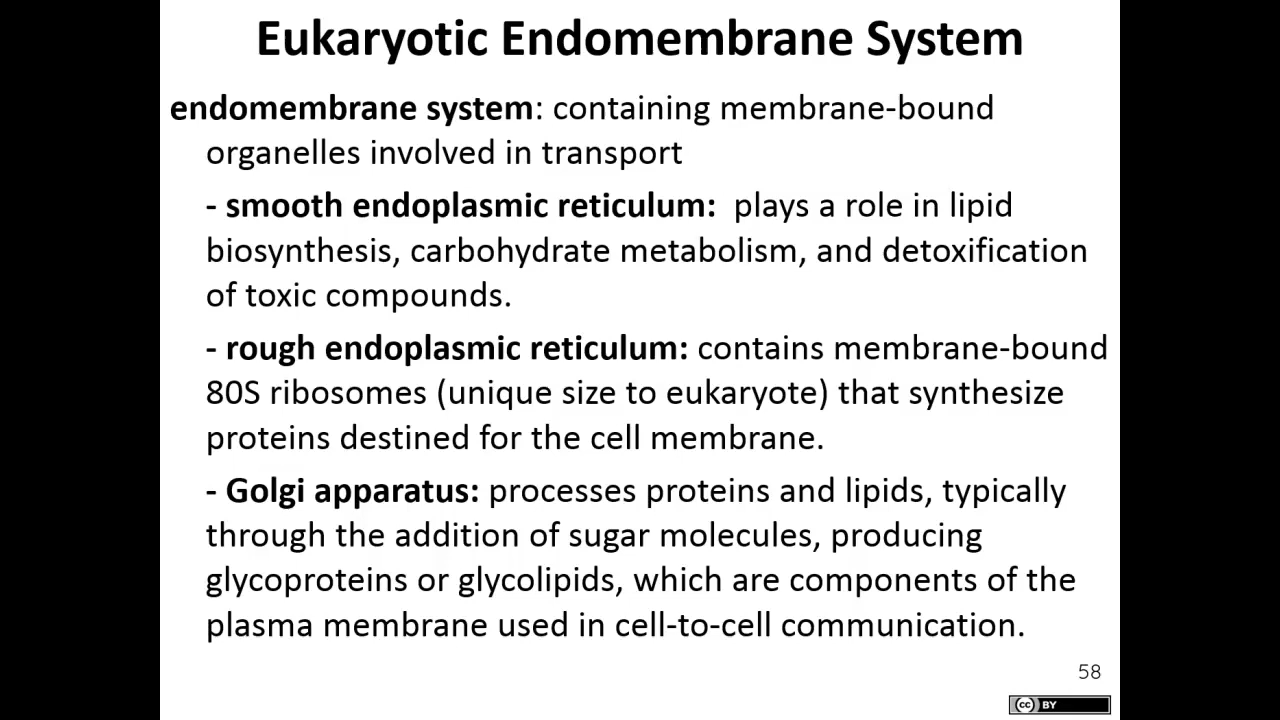 Eukaryotic Endomembrane System
endomembrane system: containing membrane-bound
organelles involved in transport
- smooth endoplasmic reticulum:  plays a role in lipid
biosynthesis, carbohydrate metabolism, and detoxification
of toxic compounds.
- rough endoplasmic reticulum: contains membrane-bound
80S ribosomes (unique size to eukaryote) that synthesize
proteins destined for the cell membrane.
- Golgi apparatus: processes proteins and lipids, typically
through the addition of sugar molecules, producing
glycoproteins or glycolipids, which are components of the
plasma membrane used in cell-to-cell communication.
58
cc BY